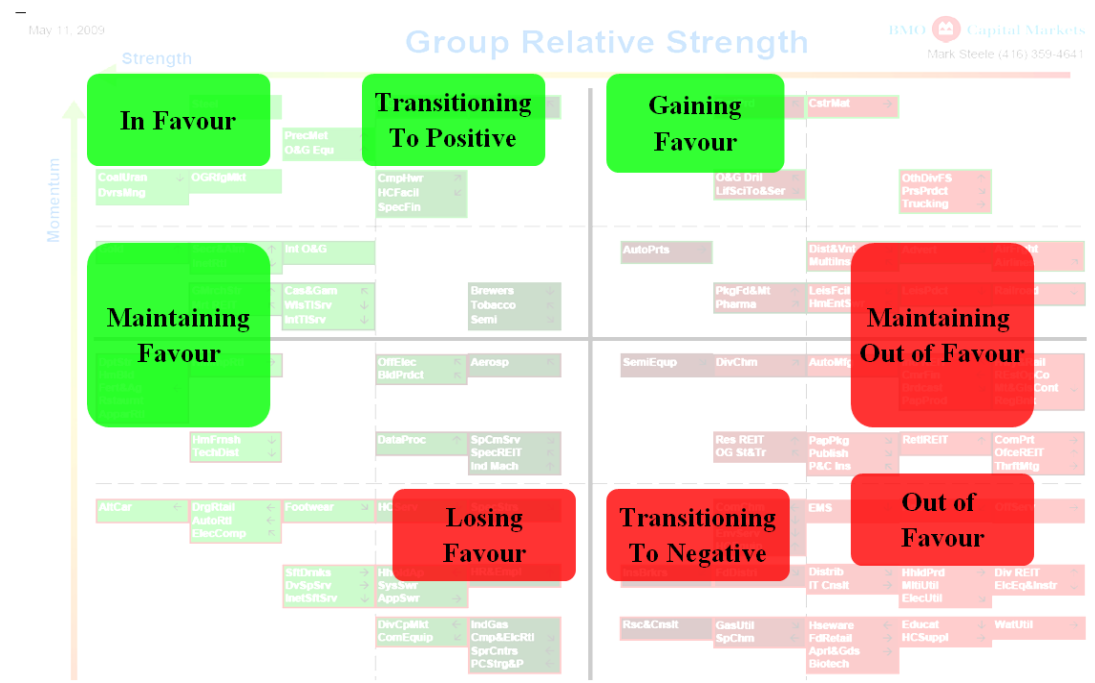 May 11, 2009
Group Relative Strength
BMO Capital Markets
Mark Steele (416) 359-4641
Strength
Momentum
In Favour
Transitioning
To Positive
Gaining
Favour
CstrMat
PrecMet
O&G Equ
CoalUran
DvrsMng
OGRfgMkt
CmpHwr
HCFacil
SpecFin
O&G Drll
LifSciTo&Ser
OthDivFS
PrsPrdct
Trucking
Int O&G
AutoPrts
Dist&Vnt
MultiIns
Cas&Gam
WlsTlSrv
IntTlSrv
Brewers
Tobacco
Semi
PkgFd&Mt
Pharma
LeisFcil
Maintaining
Favour
Maintaining
Out of Favour
OffElec
BldPrdct
Aerosp
SemiEqup
DivChm
AutoMfg
HmFrnsh
TechDist
DataProc
SpCmSrv
SpecREIT
Ind Mach
Res REIT
OG St&Tr
PapPkg
Publish
P&C Ins
RetlREIT
ComPrt
OfceREIT
ThrftMtg
AltCar
DrgRtail
AutoRtl
ElecComp
Footwear
EMS
Losing
Favour
Transitioning
To Negative
Out of
Favour
SftDrnks
DvSpSrv
InetSftSrv
SysSwr
AppSwr
Distrib
IT Cnslt
HhldPrd
MltiUtil
ElecUtil
Div REIT
ElcEq&Instr
DivCpMkt
ComEquip
IndGas
Cmp&ElcRtl
SprCntrs
PCStrg&P
Rsc&Cnslt
GasUtil
SpChm
Hseware
FdRetail
Aprl&Gds
Biotech
Educat
HCSuppl
WatUtil